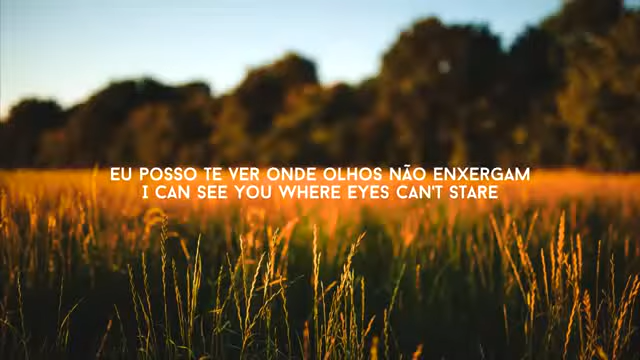 EU POSSO TE VER ONDE OLHOS NÃO ENXERGAM
I CAN SEE YOU WHERE EYES CAN'T STARE